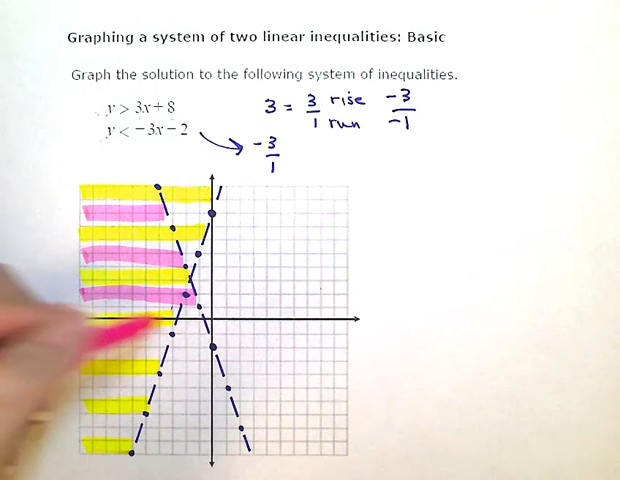 Graphing a system of two linear inequalities: Basic
Graph the solution to the following system of inequalities.
y > 3x + 8
y < −3x − 2
3 = 3/1 rise run -3/-1
-3/1